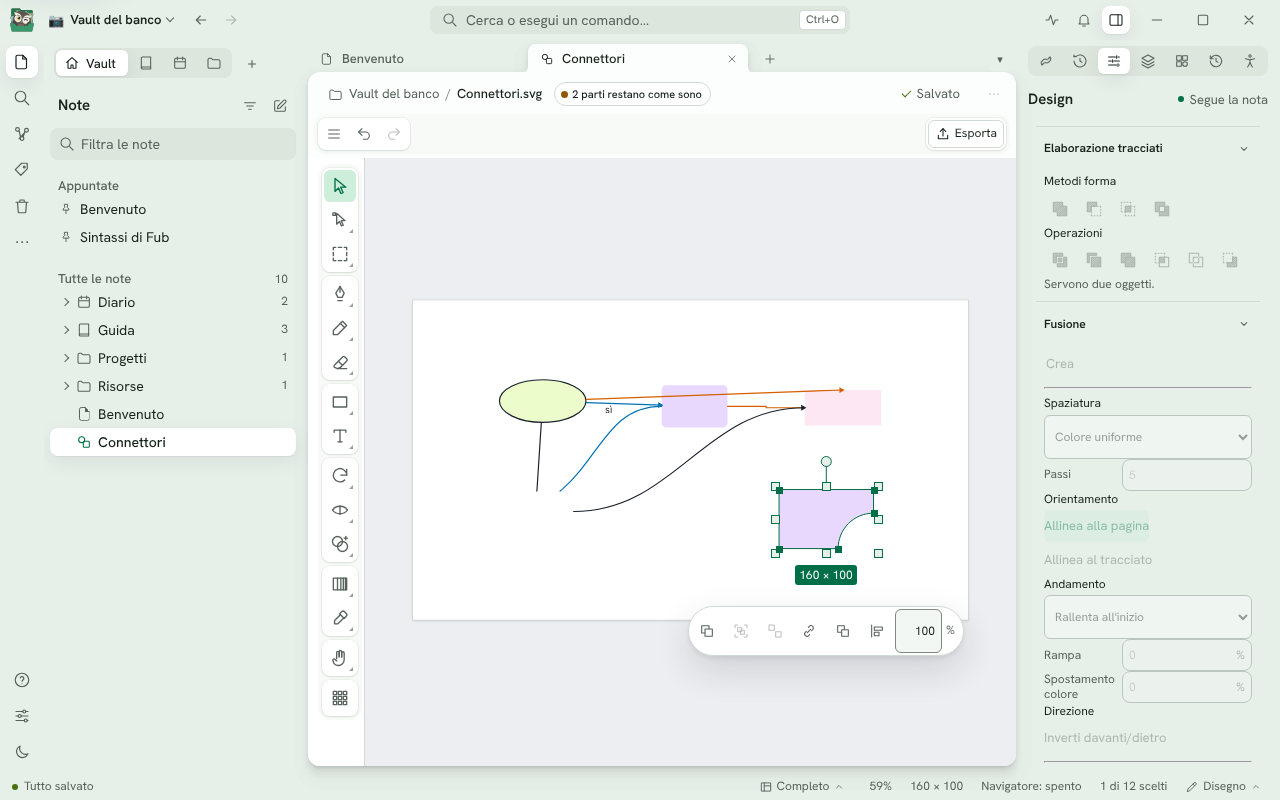 Vault del banco
Cerca o esegui un comando…
Ctrl+O
Vault
Benvenuto
Connettori
Note
Filtra le note
Appuntate
Benvenuto
Sintassi di Fub
Tutte le note 10
Diario 2
Guida 3
Progetti 1
Risorse 1
Benvenuto
Connettori
Vault del banco / Connettori.svg
2 parti restano come sono
Salvato
Esporta
sì
160 × 100
100 %
Design
Segue la nota
Elaborazione tracciati
Metodi forma
Operazioni
Servono due oggetti.
Fusione
Crea
Spaziatura
Colore uniforme
Passi 5
Orientamento
Allinea alla pagina
Allinea al tracciato
Andamento
Rallenta all'inizio
Rampa 0 %
Spostamento colore 0 %
Direzione
Inverti davanti/dietro
Tutto salvato
Completo
59%
160 × 100
Navigatore: spento
1 di 12 scelti
Disegno